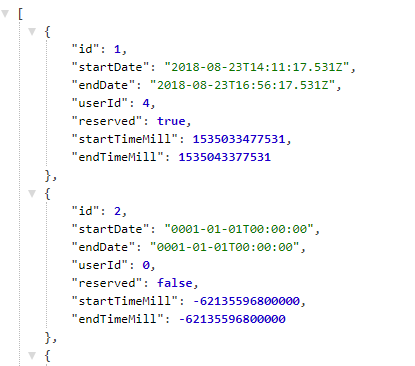 [
{
"id": 1,
"startDate": "2018-08-23T14:11:17.531Z",
"endDate": "2018-08-23T16:56:17.531Z",
"userId": 4,
"reserved": true,
"startTimeMill": 1535033477531,
"endTimeMill": 1535043377531
},
{
"id": 2,
"startDate": "0001-01-01T00:00:00",
"endDate": "0001-01-01T00:00:00",
"userId": 0,
"reserved": false,
"startTimeMill": -62135596800000,
"endTimeMill": -62135596800000
},
{